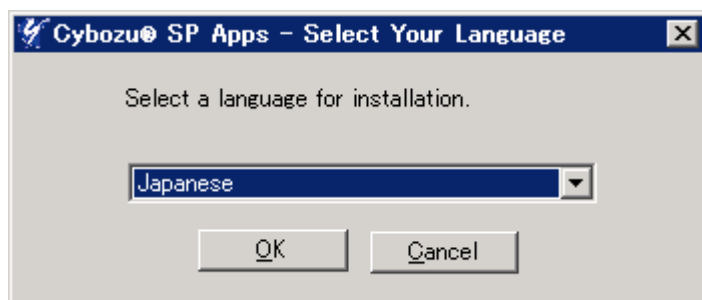 Cybozu® SP Apps - Select Your Language
Select a language for installation.
Japanese
OK
Cancel